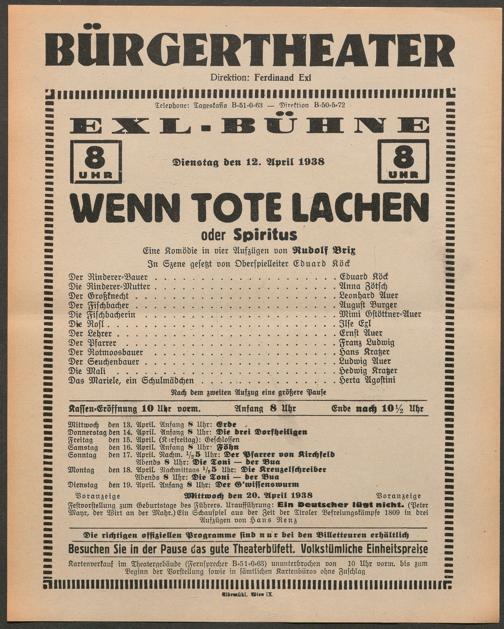 BÜRGERTHEATER
Direktion: Ferdinand Exl
Telephone: Tageskassa B-51-0-63 — Direktion B-50-5-72
EXL-BÜHNE
8 UHR
Dienstag den 12. April 1938
8 UHR
WENN TOTE LACHEN
oder Spiritus
Eine Komödie in vier Aufzügen von Rudolf Brix
In Szene gesetzt von Oberspielleiter Eduard Köck
Der Rinderer-Bauer . . . . . Eduard Köck
Die Rinderer-Mutter . . . . . Anna Zötsch
Der Großknecht . . . . . Leonhard Auer
Der Fischbacher . . . . . August Burger
Die Fischbacherin . . . . . Mimi Gstöttner-Auer
Die Rosl . . . . . Ilse Exl
Der Lehrer . . . . . Ernst Auer
Der Pfarrer . . . . . Franz Ludwig
Der Rotmoosbauer . . . . . Hans Kratzer
Der Seuchenbauer . . . . . Ludwig Auer
Die Mali . . . . . Hedwig Kratzer
Das Mariele, ein Schulmädchen . . . . . Herta Agostini
Nach dem zweiten Aufzug eine größere Pause
Kassen-Eröffnung 10 Uhr vorm. Anfang 8 Uhr Ende nach 10½ Uhr
Mittwoch den 13. April. Anfang 8 Uhr: Erde
Donnerstag den 14. April. Anfang 8 Uhr: Die drei Dorfheiligen
Freitag den 15. April. (Karfreitag): Geschlossen
Samstag den 16. April. Anfang 8 Uhr: Föhn
Sonntag den 17. April. Nachm. ½5 Uhr: Der Pfarrer von Kirchfeld
Abends 8 Uhr: Die Toni — der Bua
Montag den 18. April. Nachmittags ½5 Uhr: Die Kreuzelschreiber
Abends 8 Uhr: Die Toni — der Bua
Dienstag den 19. April. Anfang 8 Uhr: Der G'wissenswurm
Voranzeige Mittwoch den 20. April 1938 Voranzeige
Festvorstellung zum Geburtstage des Führers. Uraufführung: Ein Deutscher lügt nicht. (Peter
Mayr, der Wirt an der Mahr.) Ein Schauspiel aus der Zeit der Tiroler Befreiungskämpfe 1809 in drei
Aufzügen von Hans Renz
Die richtigen offiziellen Programme sind nur bei den Billetteuren erhältlich
Besuchen Sie in der Pause das gute Theaterbüfett. Volkstümliche Einheitspreise
Kartenverkauf im Theatergebäude (Fernsprecher B-51-0-63) ununterbrochen von 10 Uhr vorm. bis zum
Beginn der Vorstellung sowie in sämtlichen Kartenbüros ohne Zuschlag
Albrmühl, Wien IX.